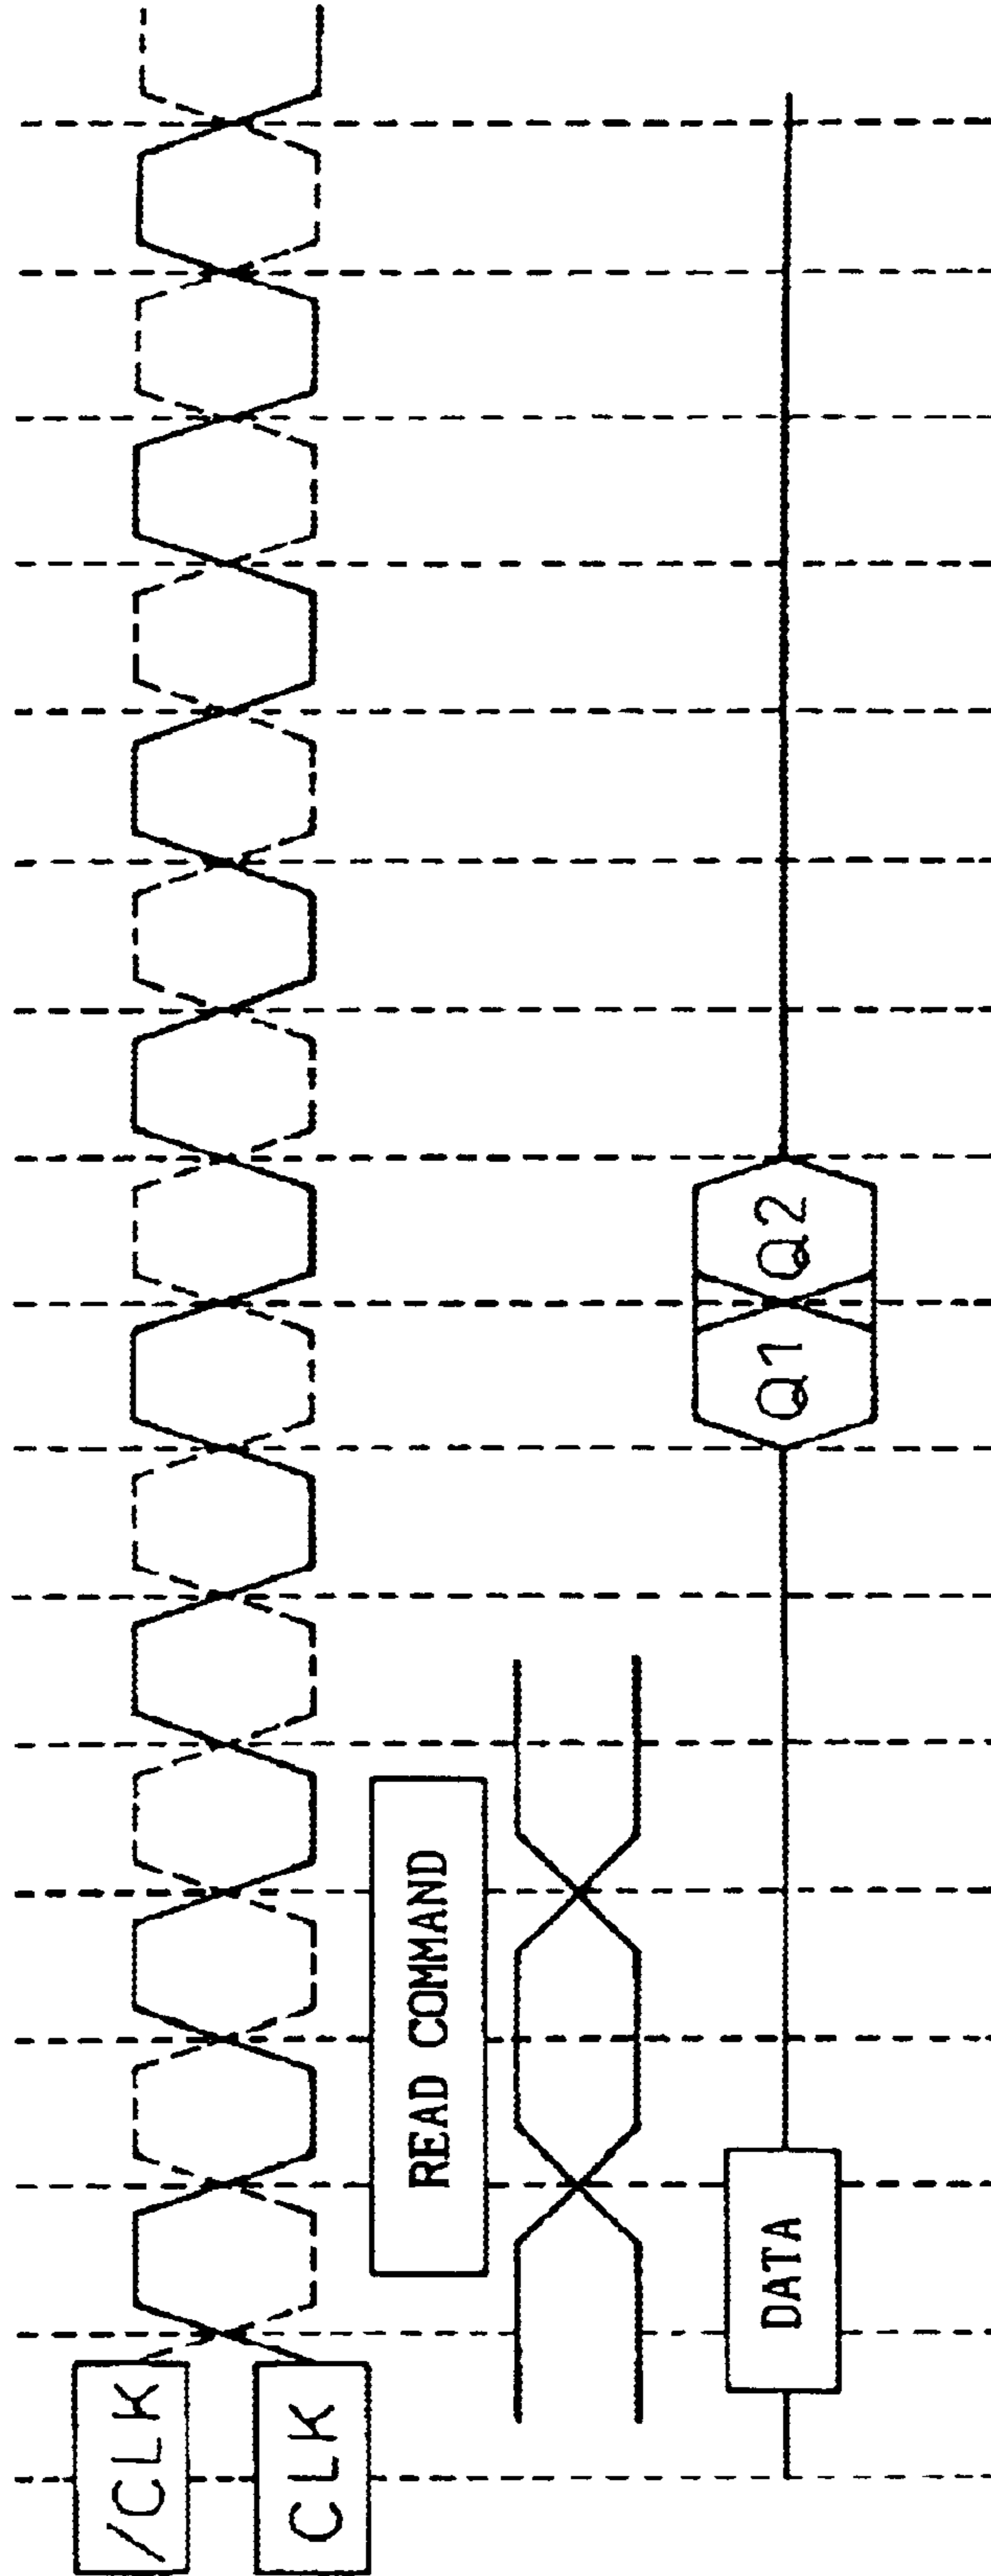 /CLK
CLK
READ COMMAND
DATA
Q1
Q2